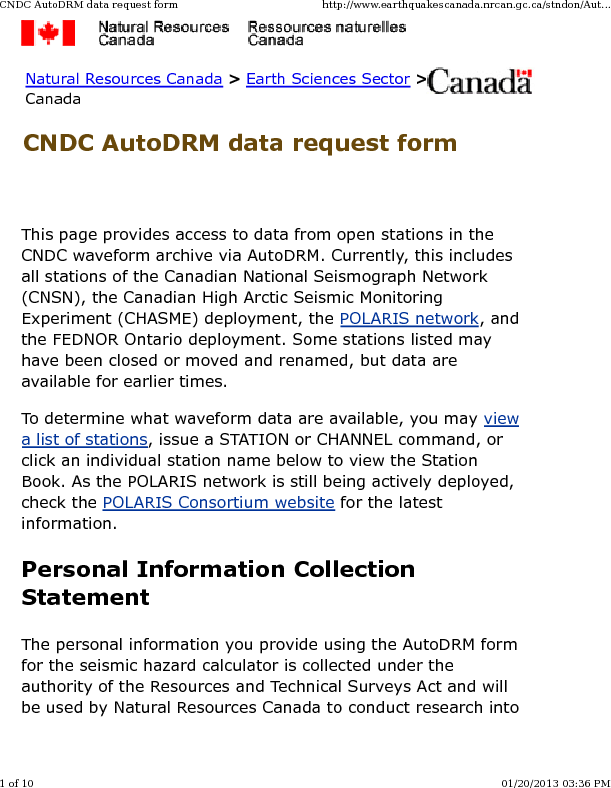 CNDC AutoDRM data request form http://www.earthquakescanada.nrcan.gc.ca/stndon/Aut...
Natural Resources Canada Ressources naturelles Canada
Natural Resources Canada > Earth Sciences Sector > Canada
Canada
CNDC AutoDRM data request form
This page provides access to data from open stations in the
CNDC waveform archive via AutoDRM. Currently, this includes
all stations of the Canadian National Seismograph Network
(CNSN), the Canadian High Arctic Seismic Monitoring
Experiment (CHASME) deployment, the POLARIS network, and
the FEDNOR Ontario deployment. Some stations listed may
have been closed or moved and renamed, but data are
available for earlier times.
To determine what waveform data are available, you may view
a list of stations, issue a STATION or CHANNEL command, or
click an individual station name below to view the Station
Book. As the POLARIS network is still being actively deployed,
check the POLARIS Consortium website for the latest
information.
Personal Information Collection
Statement
The personal information you provide using the AutoDRM form
for the seismic hazard calculator is collected under the
authority of the Resources and Technical Surveys Act and will
be used by Natural Resources Canada to conduct research into
1 of 10 01/20/2013 03:36 PM